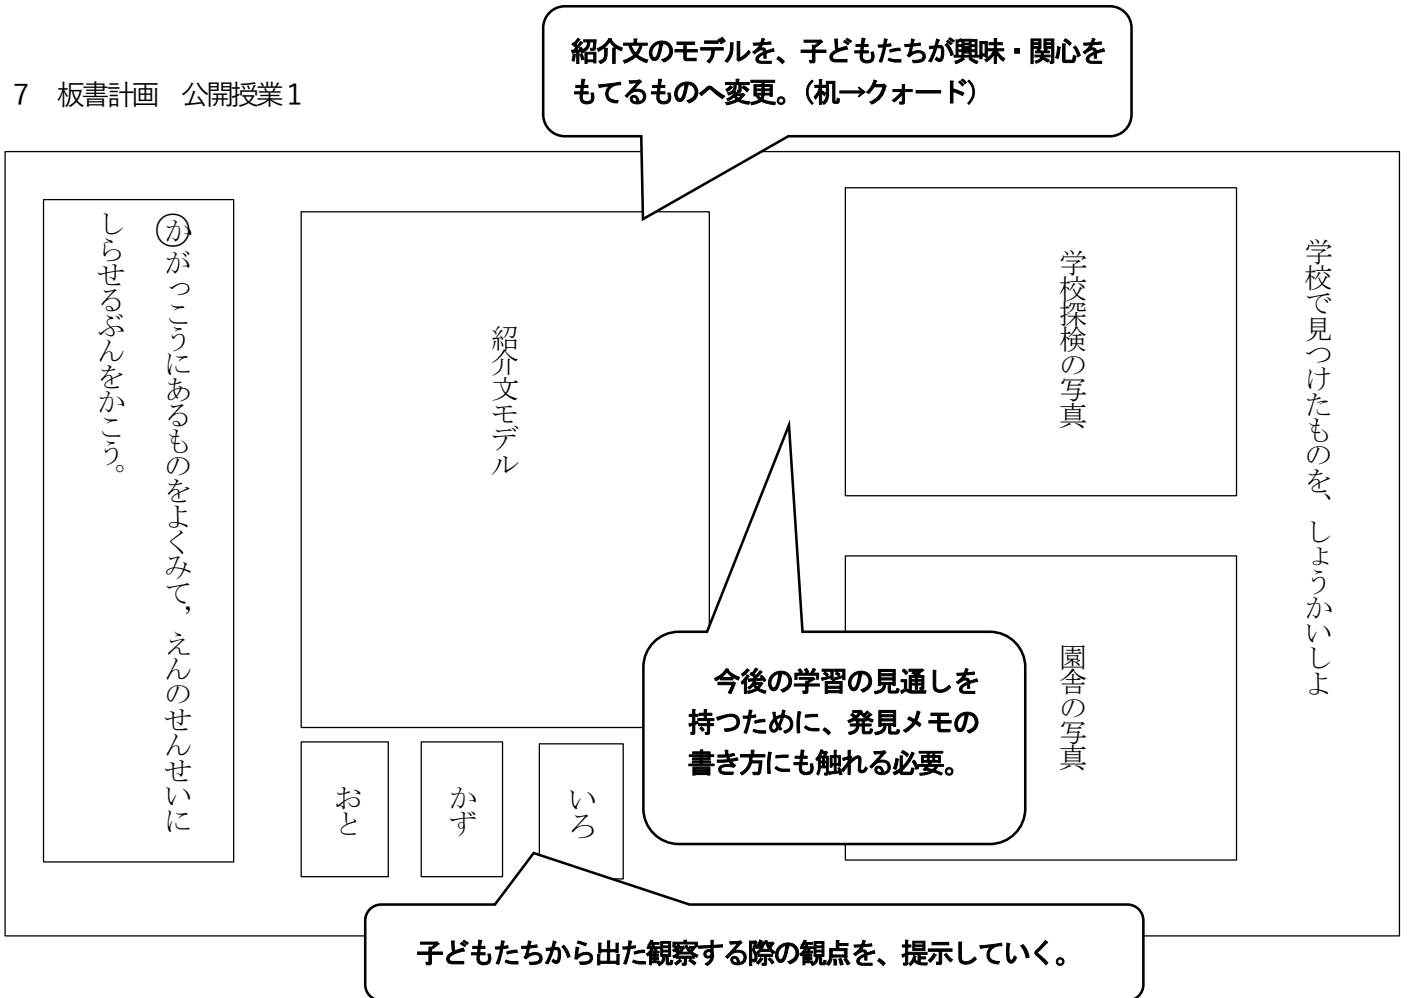 7　板書計画　公開授業1
紹介文のモデルを、子どもたちが興味・関心を
もてるものへ変更。（机→クォード）
学校で見つけたものを、しょうかいしよ
学校探検の写真
園舎の写真
今後の学習の見通しを
持つために、発見メモの
書き方にも触れる必要。
紹介文モデル
いろ
かず
おと
子どもたちから出た観察する際の観点を、提示していく。
かがっこうにあるものをよくみて，えんのせんせいに
しらせるぶんをかこう。